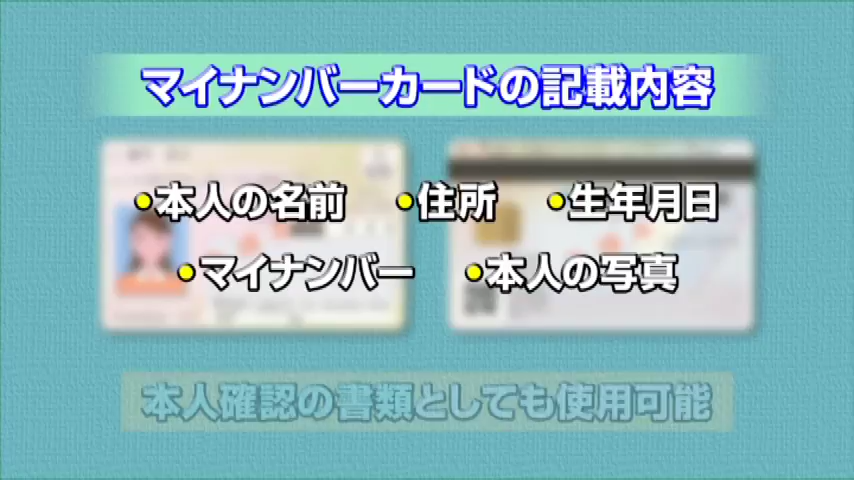 マイナンバーカードの記載内容
•本人の名前 •住所 •生年月日
•マイナンバー •本人の写真
本人確認の書類としても使用可能